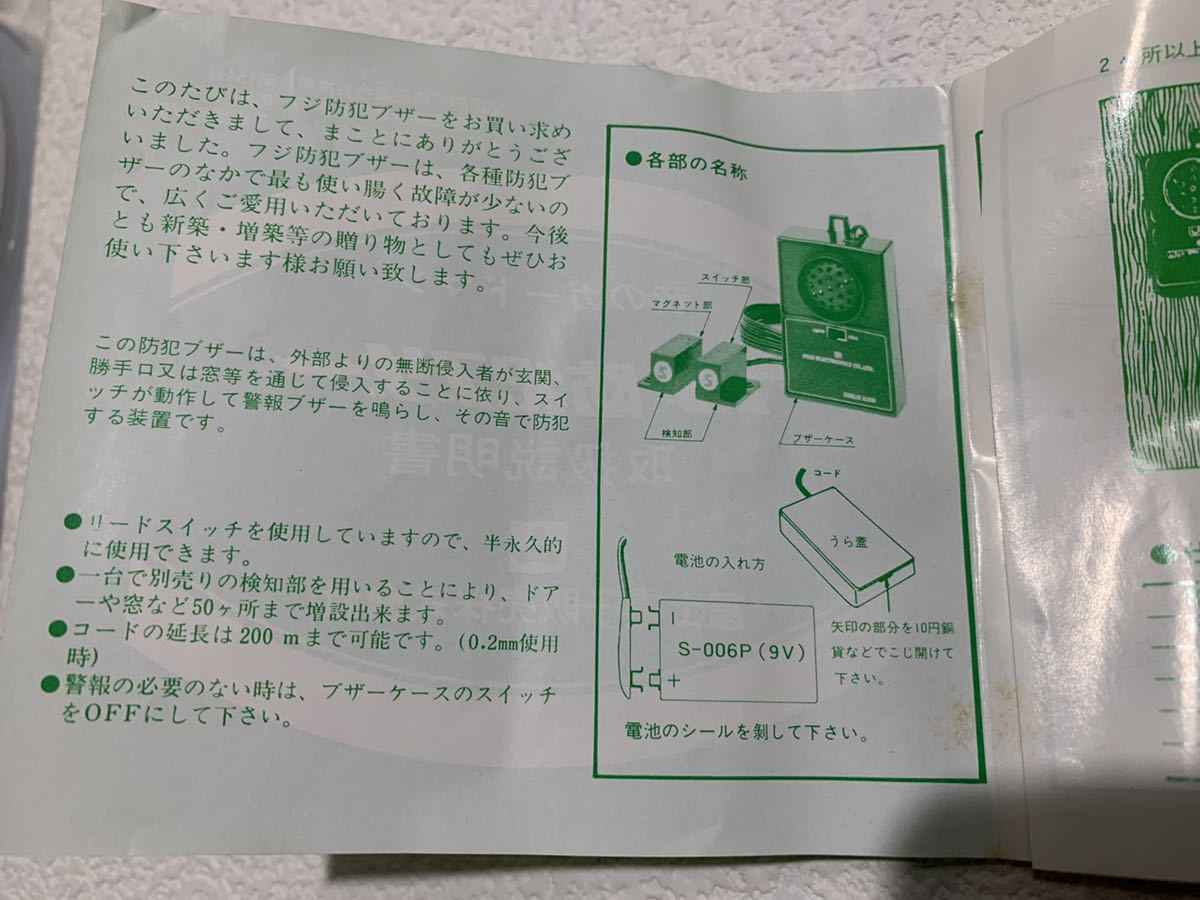 このたびは、フジ防犯ブザーをお買い求め
いただきまして、まことにありがとうござ
いました。フジ防犯ブザーは、各種防犯ブ
ザーのなかで最も使い腸く故障が少ないの
で、広くご愛用いただいております。今後
とも新築・増築等の贈り物としてもぜひお
使い下さいます様お願い致します。
この防犯ブザーは、外部よりの無断侵入者が玄関、
勝手口又は窓等を通じて侵入することに依り、スイ
ッチが動作して警報ブザーを鳴らし、その音で防犯
する装置です。
●リードスイッチを使用していますので、半永久的
に使用できます。
●一台で別売りの検知部を用いることにより、ドア
ーや窓など50ヶ所まで増設出来ます。
●コードの延長は200mまで可能です。(0.2mm使用
時)
●警報の必要のない時は、ブザーケースのスイッチ
をOFFにして下さい。
●各部の名称
スイッチ部
マグネット部
検知部
ブザーケース
FUJI ELECTRONICS CO.,LTD.
コード
うら蓋
電池の入れ方
S-006P(9V)
－
＋
矢印の部分を10円銅
貨などでこじ開けて
下さい。
電池のシールを剝して下さい。
取扱説明書
2ヶ所以上